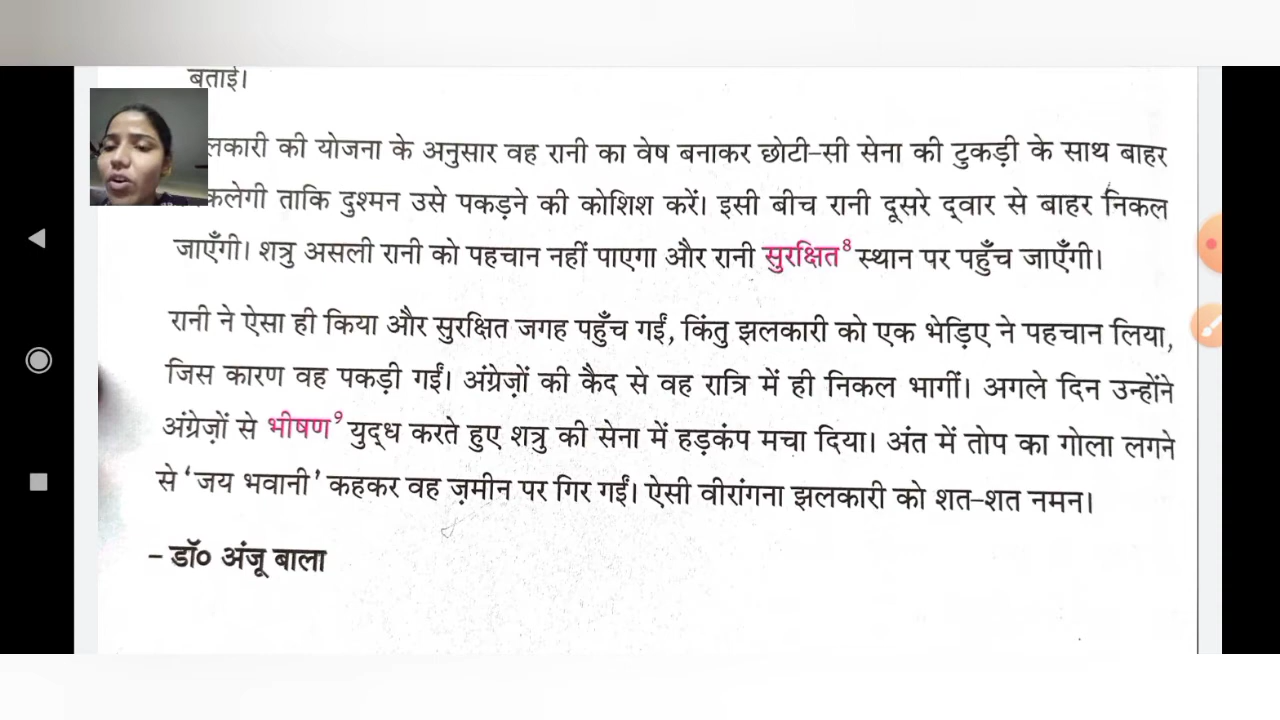 बताई।
लकारी की योजना के अनुसार वह रानी का वेष बनाकर छोटी-सी सेना की टुकड़ी के साथ बाहर
कलेगी ताकि दुश्मन उसे पकड़ने की कोशिश करें। इसी बीच रानी दूसरे द्वार से बाहर निकल
जाएँगी। शत्रु असली रानी को पहचान नहीं पाएगा और रानी सुरक्षित⁸ स्थान पर पहुँच जाएँगी।
रानी ने ऐसा ही किया और सुरक्षित जगह पहुँच गईं, किंतु झलकारी को एक भेड़िए ने पहचान लिया,
जिस कारण वह पकड़ी गईं। अंग्रेज़ों की कैद से वह रात्रि में ही निकल भागीं। अगले दिन उन्होंने
अंग्रेज़ों से भीषण⁹ युद्ध करते हुए शत्रु की सेना में हड़कंप मचा दिया। अंत में तोप का गोला लगने
से ‘जय भवानी’ कहकर वह ज़मीन पर गिर गईं। ऐसी वीरांगना झलकारी को शत-शत नमन।
– डॉ० अंजू बाला